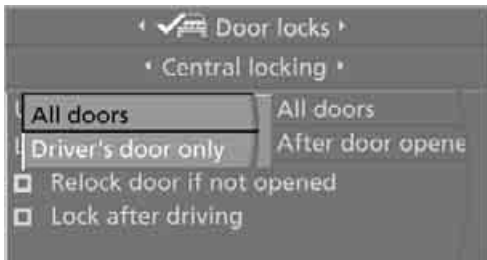 Door locks
Central locking
All doors All doors
Driver's door only After door opene
Relock door if not opened
Lock after driving